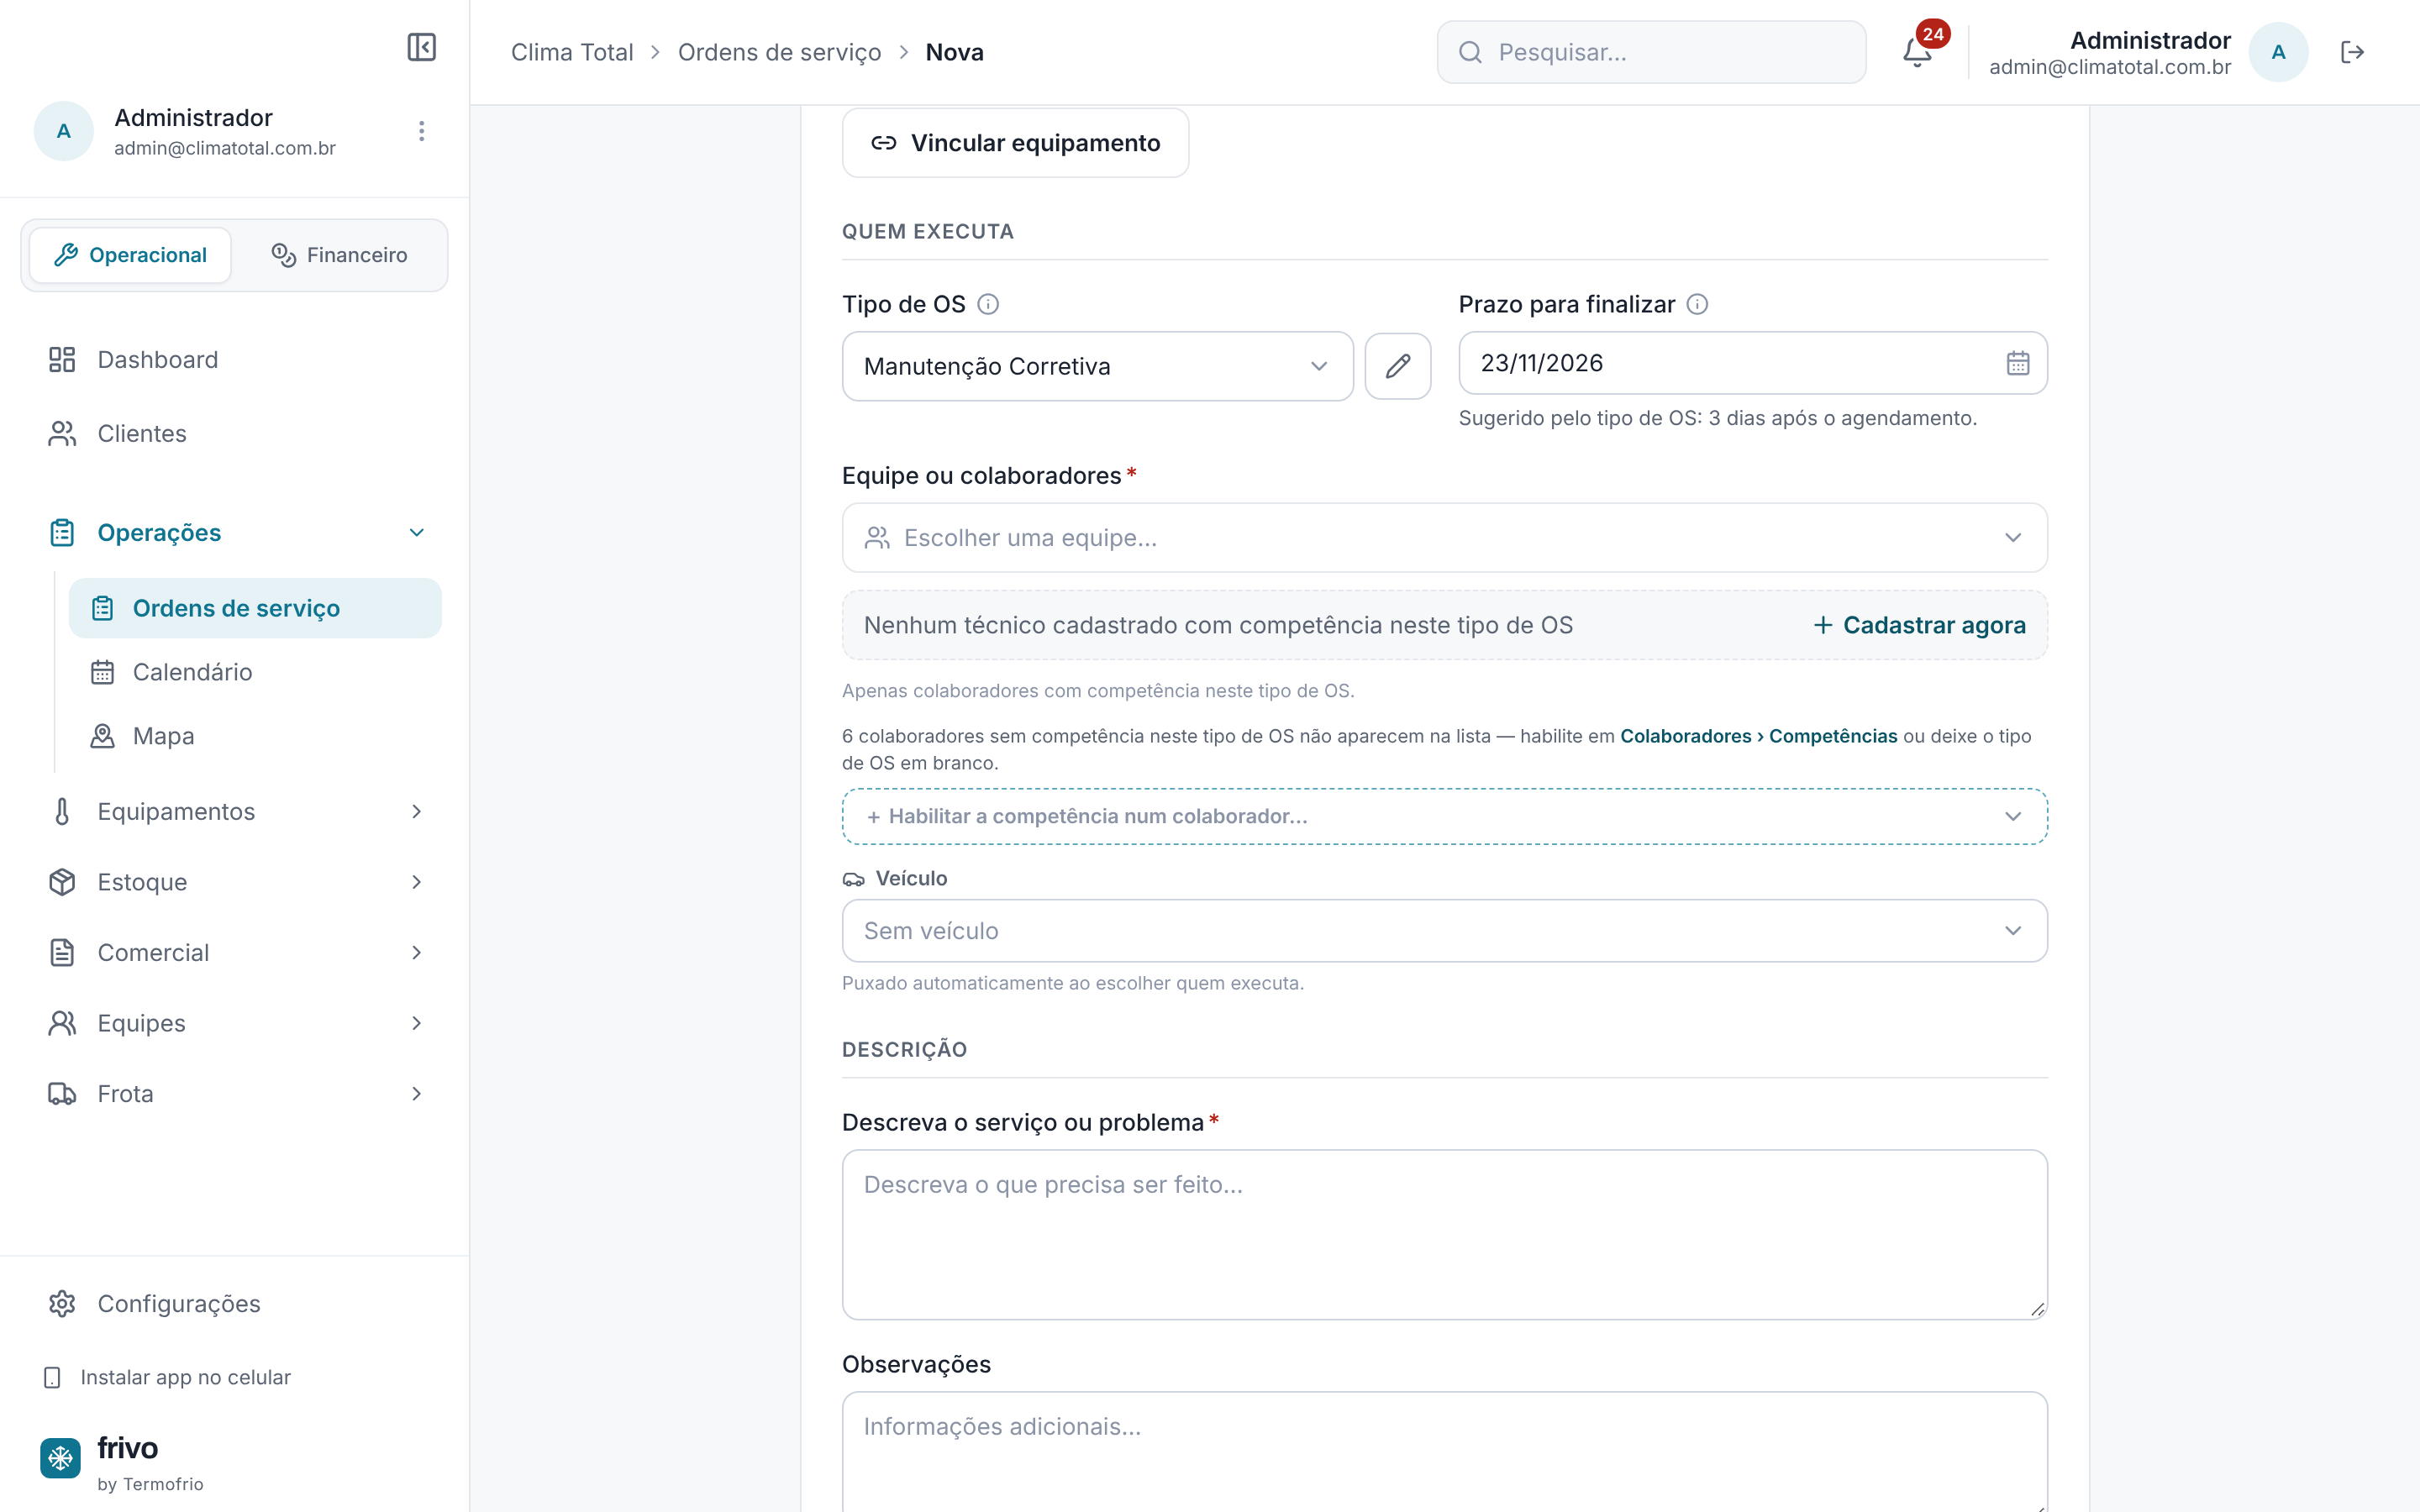 Administrador
admin@climatotal.com.br
A
Operacional
Financeiro
Dashboard
Clientes
Operações
Ordens de serviço
Calendário
Mapa
Equipamentos
Estoque
Comercial
Equipes
Frota
Configurações
Instalar app no celular
frivo
by Termofrio
Clima Total > Ordens de serviço > Nova
Pesquisar...
24
Administrador
admin@climatotal.com.br
A
Vincular equipamento
QUEM EXECUTA
Tipo de OS
Manutenção Corretiva
Prazo para finalizar
23/11/2026
Sugerido pelo tipo de OS: 3 dias após o agendamento.
Equipe ou colaboradores*
Escolher uma equipe...
Nenhum técnico cadastrado com competência neste tipo de OS
+ Cadastrar agora
Apenas colaboradores com competência neste tipo de OS.
6 colaboradores sem competência neste tipo de OS não aparecem na lista — habilite em Colaboradores › Competências ou deixe o tipo
de OS em branco.
+ Habilitar a competência num colaborador...
Veículo
Sem veículo
Puxado automaticamente ao escolher quem executa.
DESCRIÇÃO
Descreva o serviço ou problema*
Descreva o que precisa ser feito...
Observações
Informações adicionais...